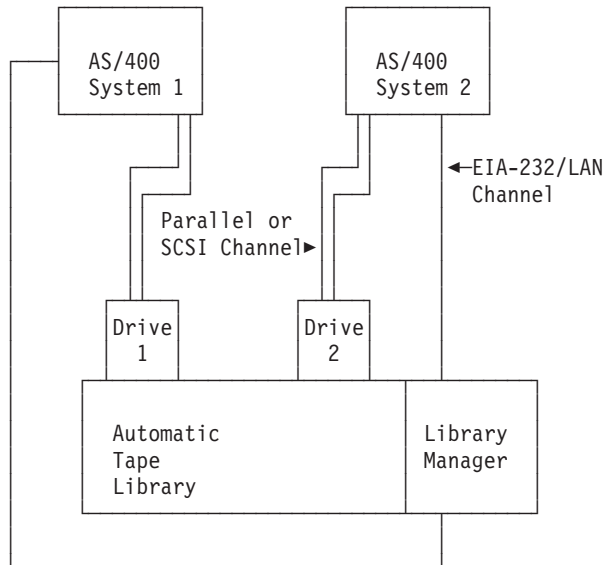 AS/400
System 1
AS/400
System 2
EIA-232/LAN
Channel
Parallel or
SCSI Channel
Drive
1
Drive
2
Automatic
Tape
Library
Library
Manager